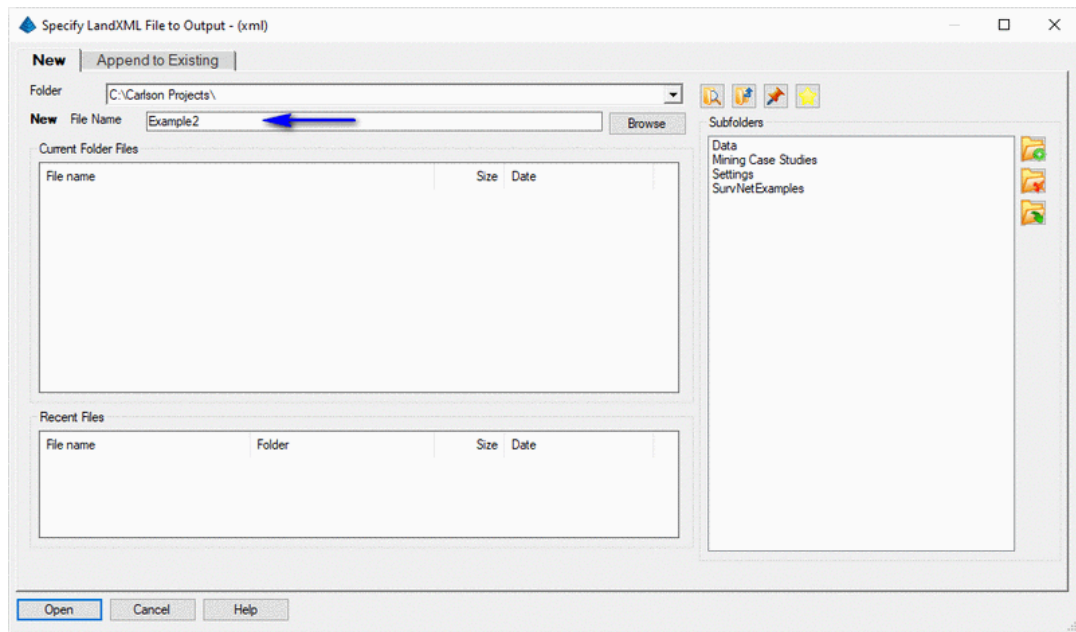 Specify LandXML File to Output - (xml)
New Append to Existing
Folder C:\Carlson Projects\
New File Name Example2 Browse
Current Folder Files
File name Size Date
Recent Files
File name Folder Size Date
Subfolders
Data
Mining Case Studies
Settings
SurvNetExamples
Open Cancel Help